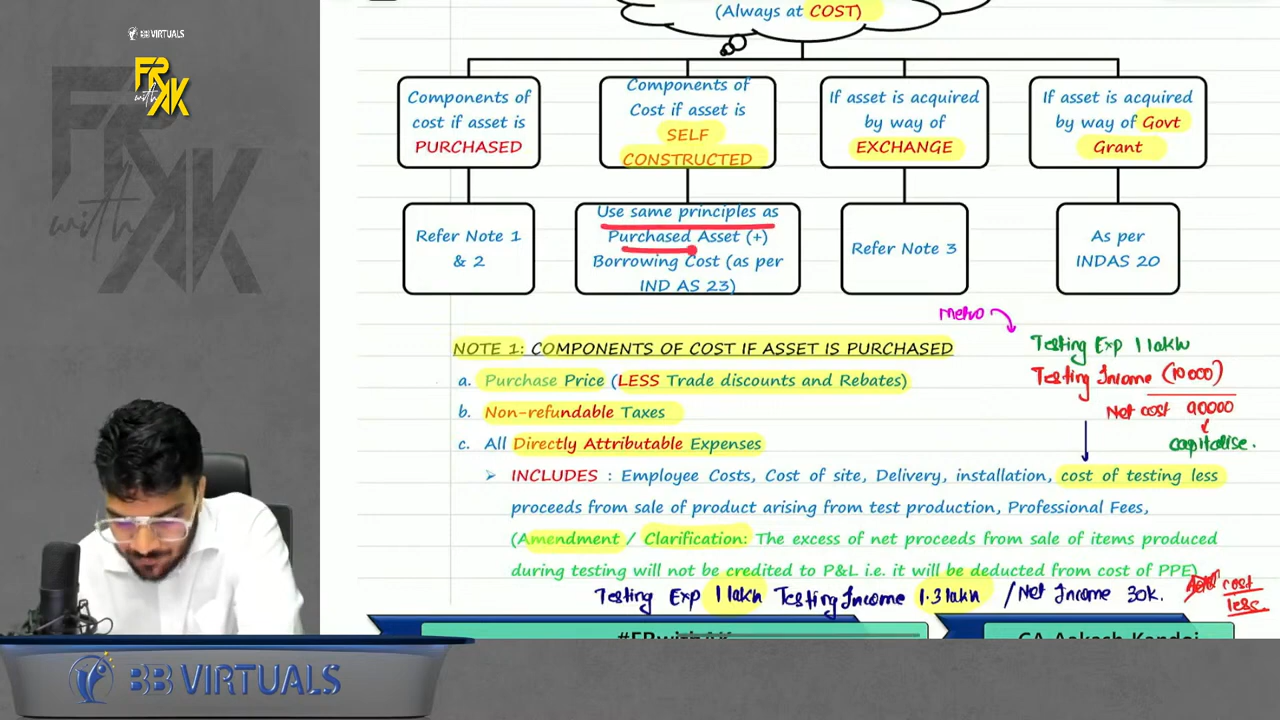 BB VIRTUALS
FR
with
AK
(Always at COST)
Components of
cost if asset is
PURCHASED
Components of
Cost if asset is
SELF
CONSTRUCTED
If asset is acquired
by way of
EXCHANGE
If asset is acquired
by way of Govt
Grant
Refer Note 1
& 2
Use same principles as
Purchased Asset (+)
Borrowing Cost (as per
IND AS 23)
Refer Note 3
As per
INDAS 20
Metro
Testing Exp 1 lakh
Testing Income (10000)
Net cost 90000
capitalise.
NOTE 1: COMPONENTS OF COST IF ASSET IS PURCHASED
a. Purchase Price (LESS Trade discounts and Rebates)
b. Non-refundable Taxes
c. All Directly Attributable Expenses
➢ INCLUDES : Employee Costs, Cost of site, Delivery, installation, cost of testing less
proceeds from sale of product arising from test production, Professional Fees,
(Amendment / Clarification: The excess of net proceeds from sale of items produced
during testing will not be credited to P&L i.e. it will be deducted from cost of PPE)
Testing Exp 1 lakh Testing Income 1.3 lakh / Net Income 30k.
cost
less
#FRwithAK
CA Aakash Kandoi
BB VIRTUALS